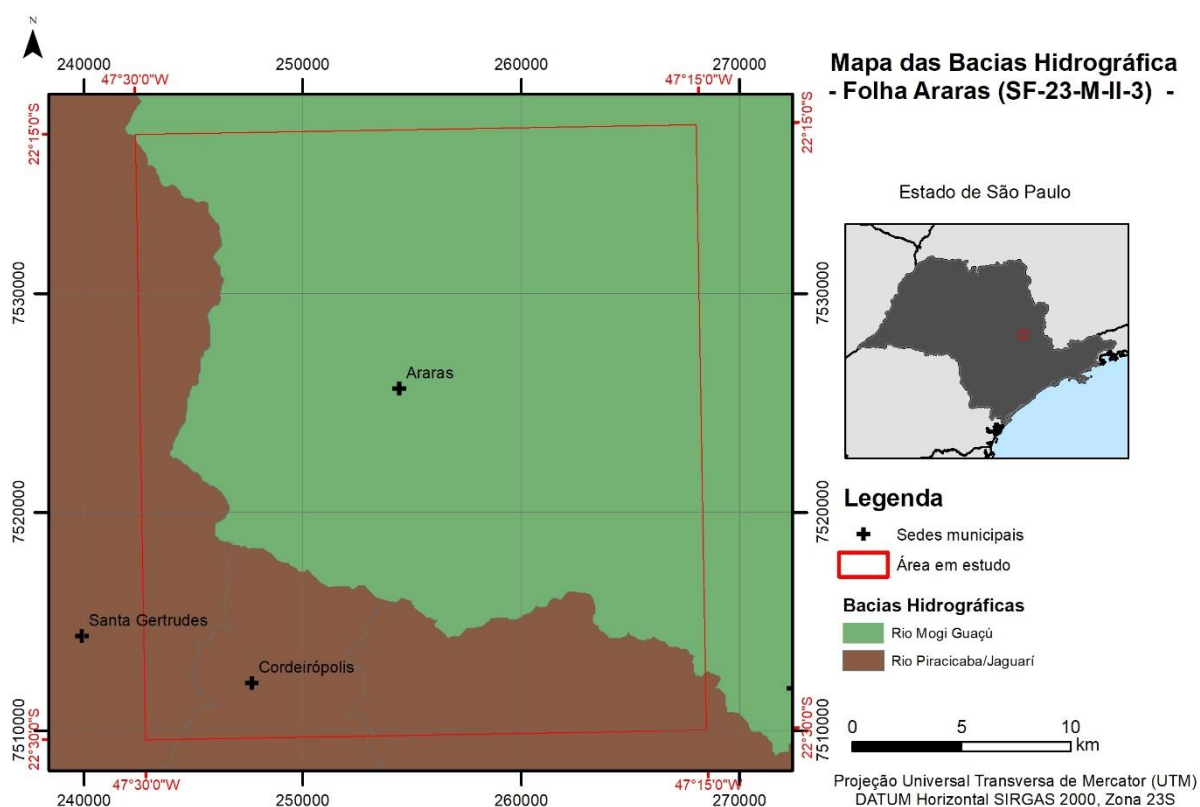 N
Mapa das Bacias Hidrográfica
- Folha Araras (SF-23-M-II-3) -
240000
250000
260000
270000
47°30'0"W
47°15'0"W
22°15'0"S
22°15'0"S
7530000
7530000
Araras
7520000
7520000
Santa Gertrudes
Cordeirópolis
7510000
7510000
22°30'0"S
22°30'0"S
47°30'0"W
47°15'0"W
240000
250000
260000
270000
Estado de São Paulo
Legenda
Sedes municipais
Área em estudo
Bacias Hidrográficas
Rio Mogi Guaçú
Rio Piracicaba/Jaguarí
0 5 10
km
Projeção Universal Transversa de Mercator (UTM)
DATUM Horizontal SIRGAS 2000, Zona 23S